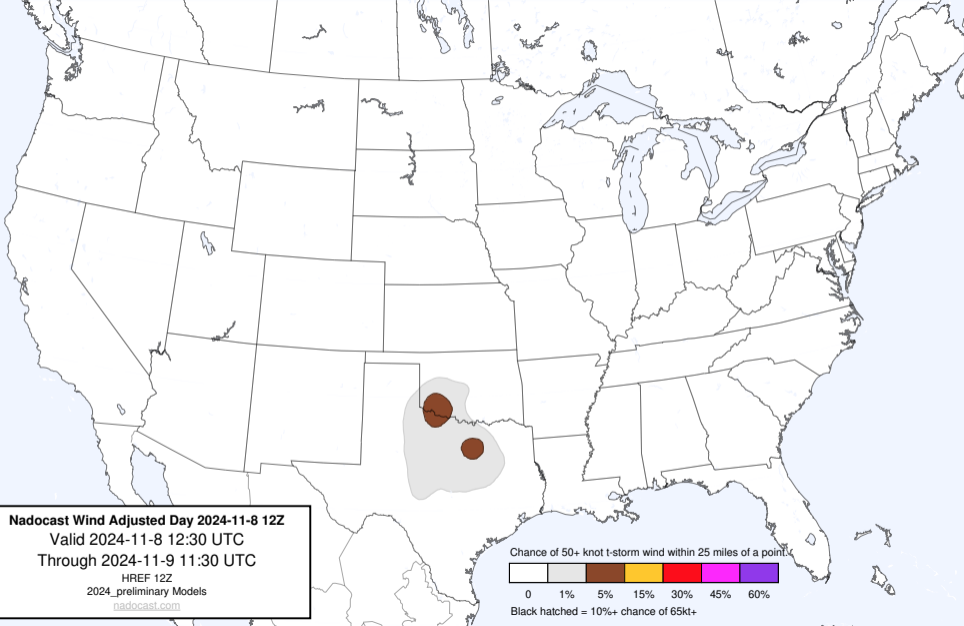 Nadocast Wind Adjusted Day 2024-11-8 12Z
Valid 2024-11-8 12:30 UTC
Through 2024-11-9 11:30 UTC
HREF 12Z
2024_preliminary Models
nadocast.com
Chance of 50+ knot t-storm wind within 25 miles of a point.
0 1% 5% 15% 30% 45% 60%
Black hatched = 10%+ chance of 65kt+